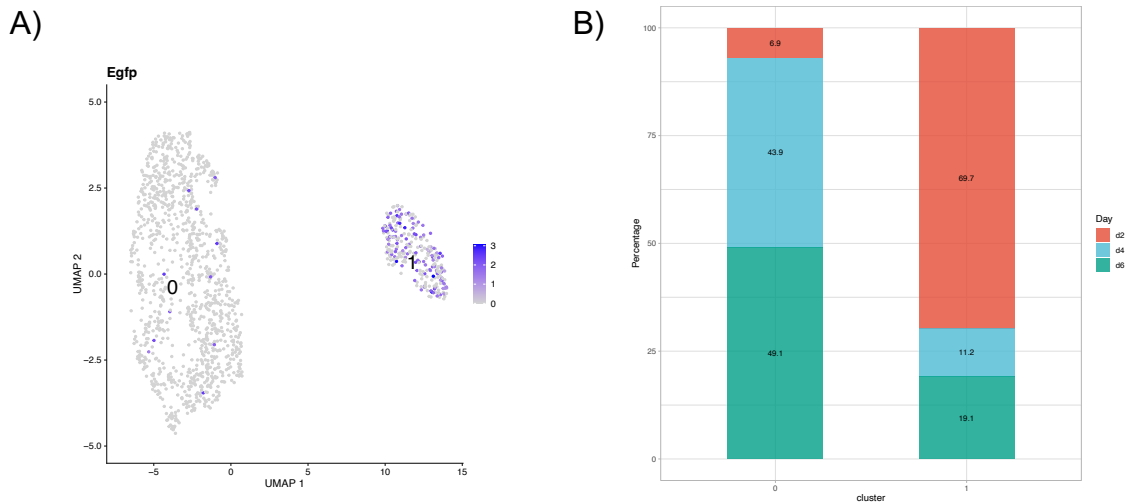 A)
Egfp
5.0
2.5
0.0
−2.5
−5.0
UMAP 2
0
1
3
2
1
0
−5
0
5
10
15
UMAP 1
B)
100
75
50
25
0
Percentage
6.9
43.9
49.1
69.7
11.2
19.1
0
1
cluster
Day
d2
d4
d6